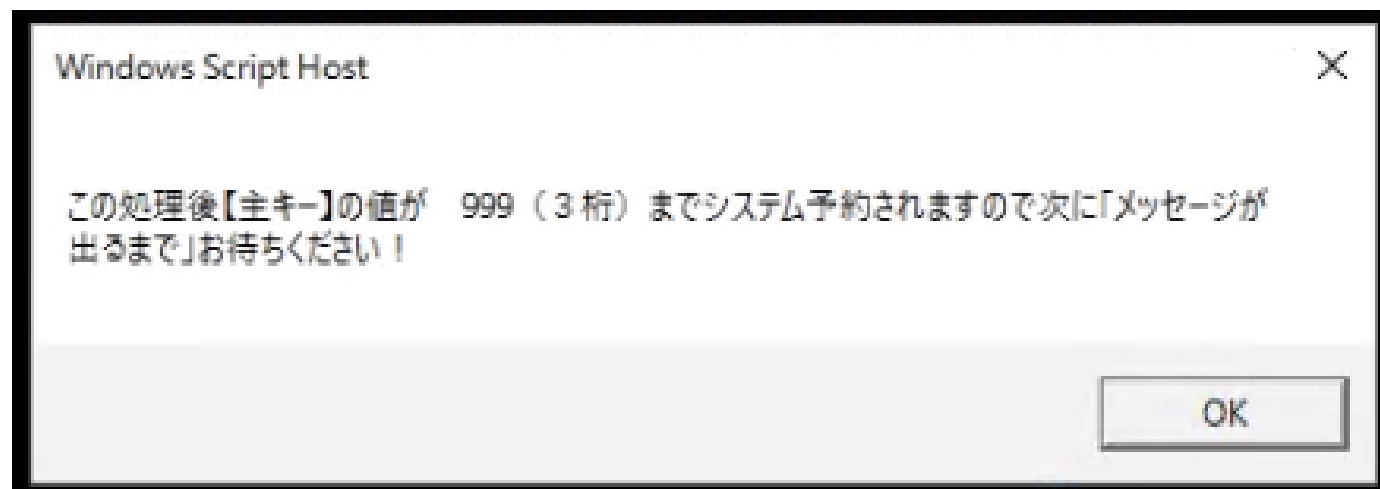 Windows Script Host
この処理後【主キー】の値が　999（３桁）までシステム予約されますので次に「メッセージが
出るまで」お待ちください！
OK